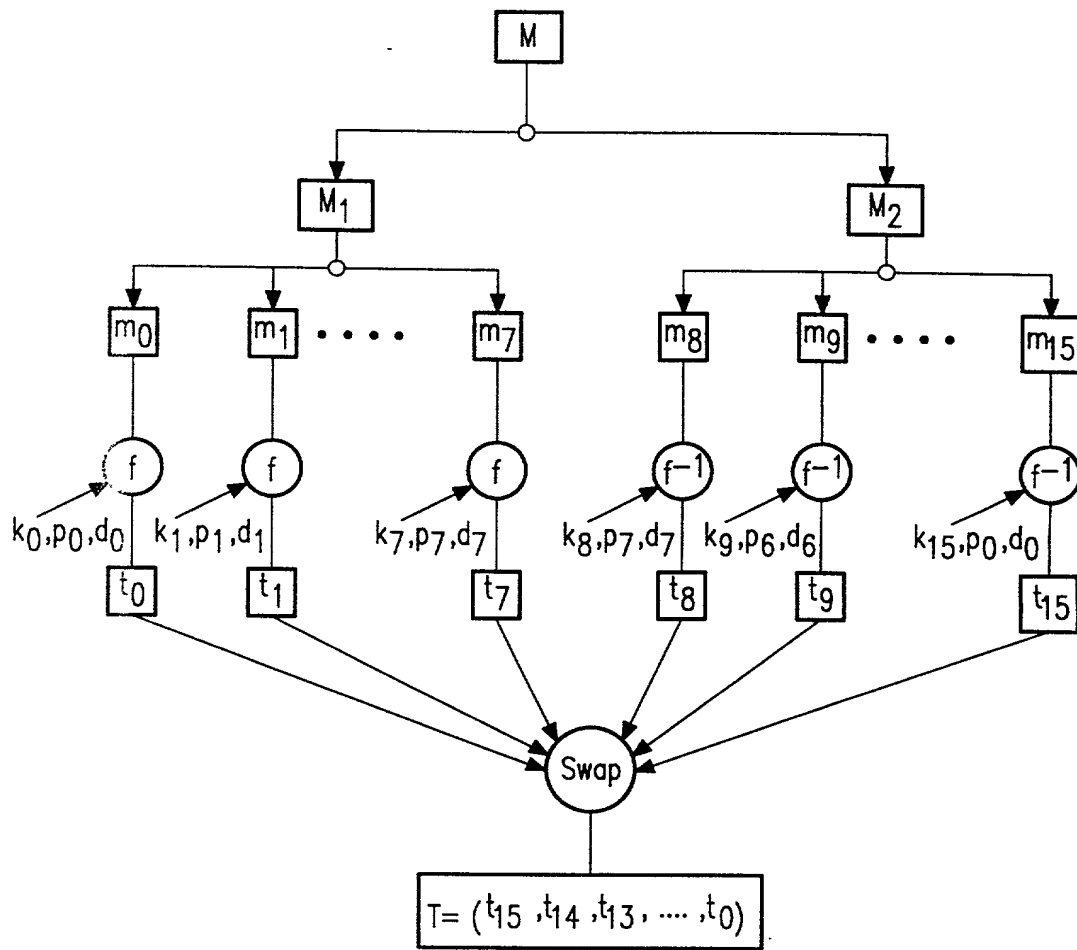 M
M1 M2
m0 m1 • • • • m7 m8 m9 • • • • m15
f f f f-1 f-1 f-1
k0,p0,d0 k1,p1,d1 k7,p7,d7 k8,p7,d7 k9,p6,d6 k15,p0,d0
t0 t1 t7 t8 t9 t15
Swap
T= (t15 ,t14 ,t13, ...., t0)